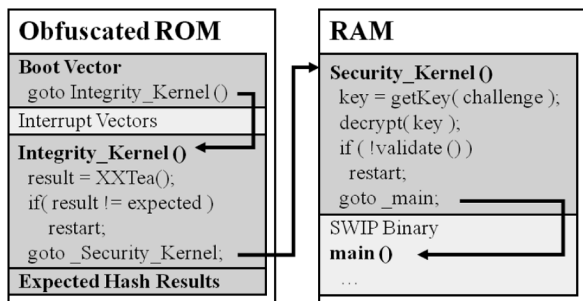 Obfuscated ROM
Boot Vector
goto Integrity_Kernel ()
Interrupt Vectors
Integrity_Kernel ()
result = XXTea();
if( result != expected )
restart;
goto _Security_Kernel;
Expected Hash Results
RAM
Security_Kernel ()
key = getKey( challenge );
decrypt( key );
if ( !validate () )
restart;
goto _main;
SWIP Binary
main ()
...